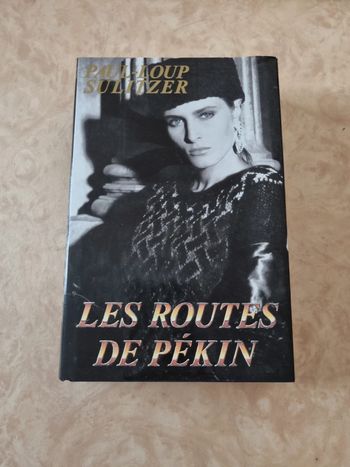 PAUL-LOUP
SULITZER
LES ROUTES
DE PÉKIN